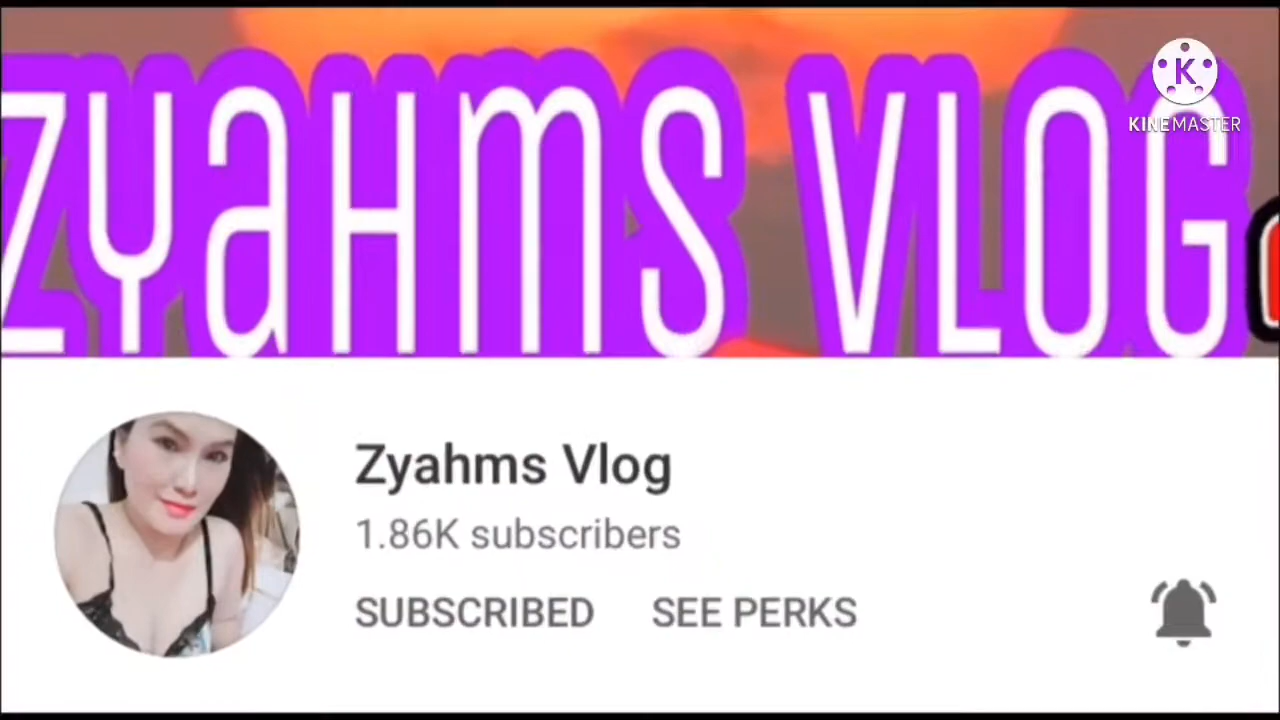 ZYAHMS VLOG
K
KINEMASTER
Zyahms Vlog
1.86K subscribers
SUBSCRIBED SEE PERKS